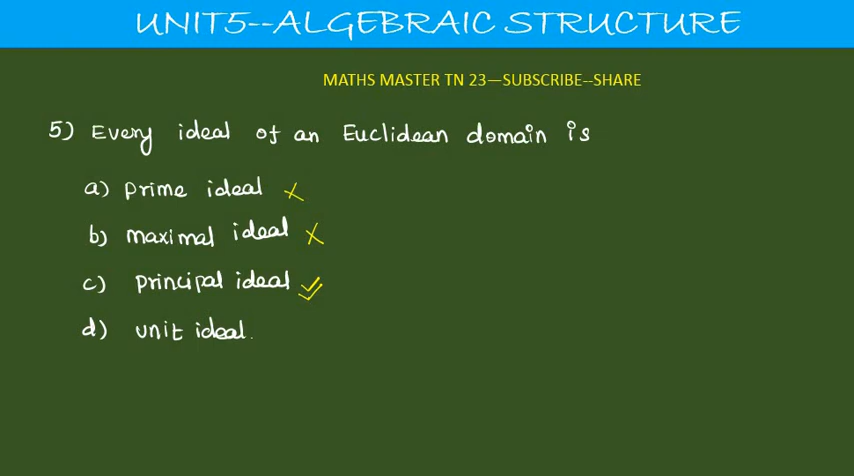 UNIT5--ALGEBRAIC STRUCTURE
MATHS MASTER TN 23—SUBSCRIBE--SHARE
5) Every ideal of an Euclidean domain is
a) prime ideal ×
b) maximal ideal ×
c) principal ideal ✓
d) unit ideal.